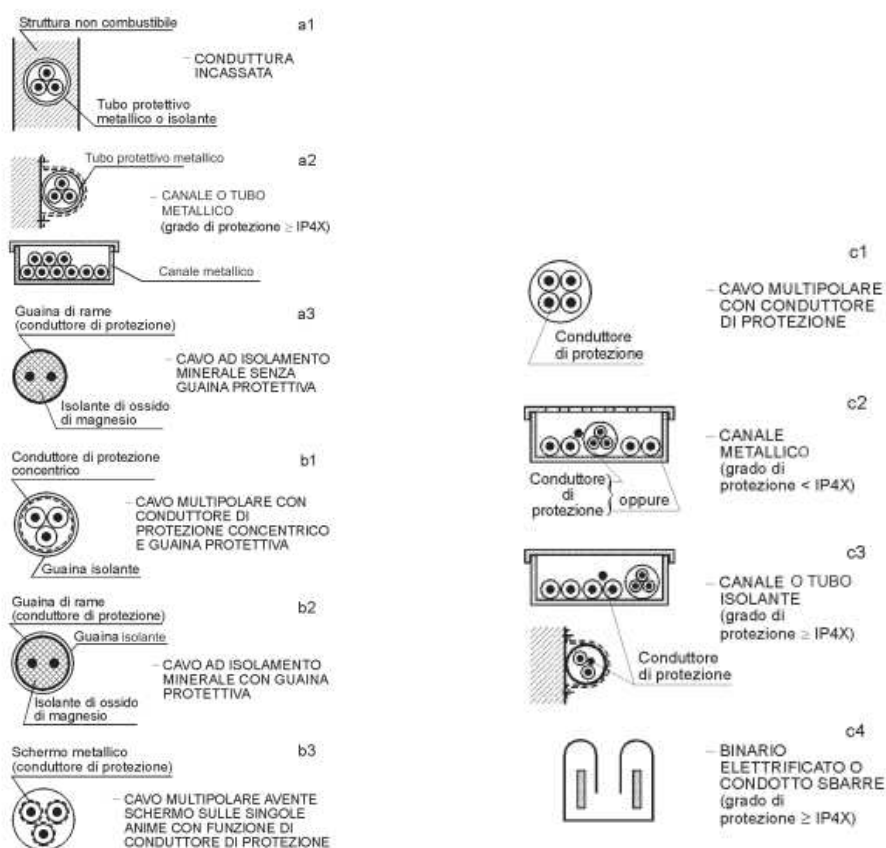 Struttura non combustibile
a1
– CONDUTTURA
INCASSATA
Tubo protettivo
metallico o isolante
Tubo protettivo metallico
a2
– CANALE O TUBO
METALLICO
(grado di protezione ≥ IP4X)
Canale metallico
Guaina di rame
(conduttore di protezione)
a3
– CAVO AD ISOLAMENTO
MINERALE SENZA
GUAINA PROTETTIVA
Isolante di ossido
di magnesio
Conduttore di protezione
concentrico
b1
– CAVO MULTIPOLARE CON
CONDUTTORE DI
PROTEZIONE CONCENTRICO
E GUAINA PROTETTIVA
Guaina isolante
Guaina di rame
(conduttore di protezione)
b2
Guaina isolante
– CAVO AD ISOLAMENTO
MINERALE CON GUAINA
PROTETTIVA
Isolante di ossido
di magnesio
Schermo metallico
(conduttore di protezione)
b3
– CAVO MULTIPOLARE AVENTE
SCHERMO SULLE SINGOLE
ANIME CON FUNZIONE DI
CONDUTTORE DI PROTEZIONE
c1
– CAVO MULTIPOLARE
CON CONDUTTORE
DI PROTEZIONE
Conduttore
di protezione
c2
– CANALE
METALLICO
(grado di
protezione < IP4X)
Conduttore
di
protezione
oppure
c3
– CANALE O TUBO
ISOLANTE
(grado di
protezione ≥ IP4X)
Conduttore
di protezione
c4
– BINARIO
ELETTRIFICATO O
CONDOTTO SBARRE
(grado di
protezione ≥ IP4X)